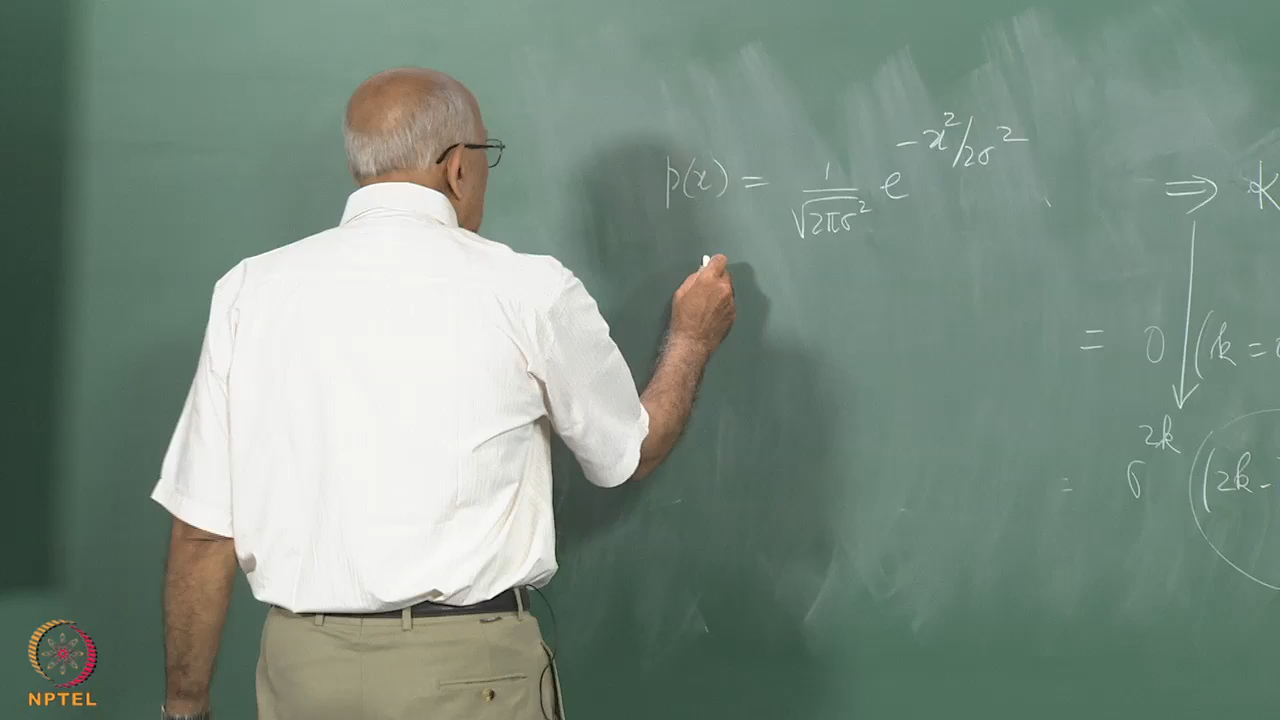 p(x) = 1/√2πσ² e^-x²/2σ² ⇒ K
= 0 (k =
= σ^2k (2k -
NPTEL